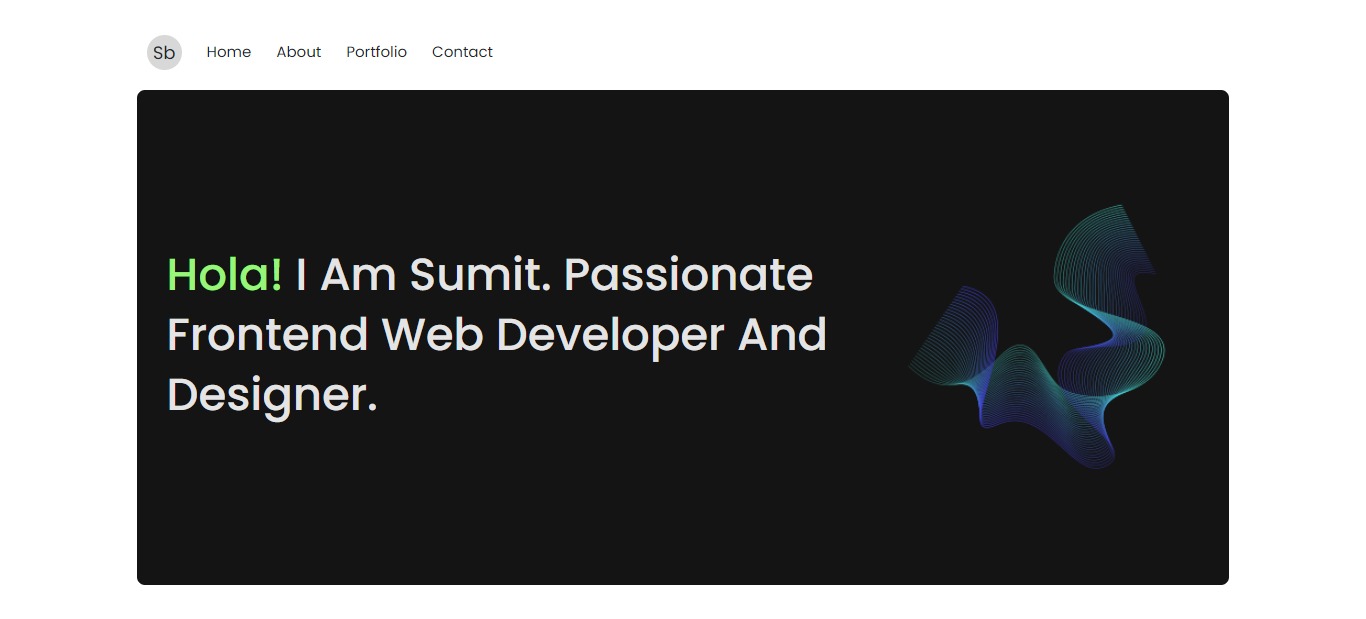 Sb Home About Portfolio Contact
Hola! I Am Sumit. Passionate
Frontend Web Developer And
Designer.